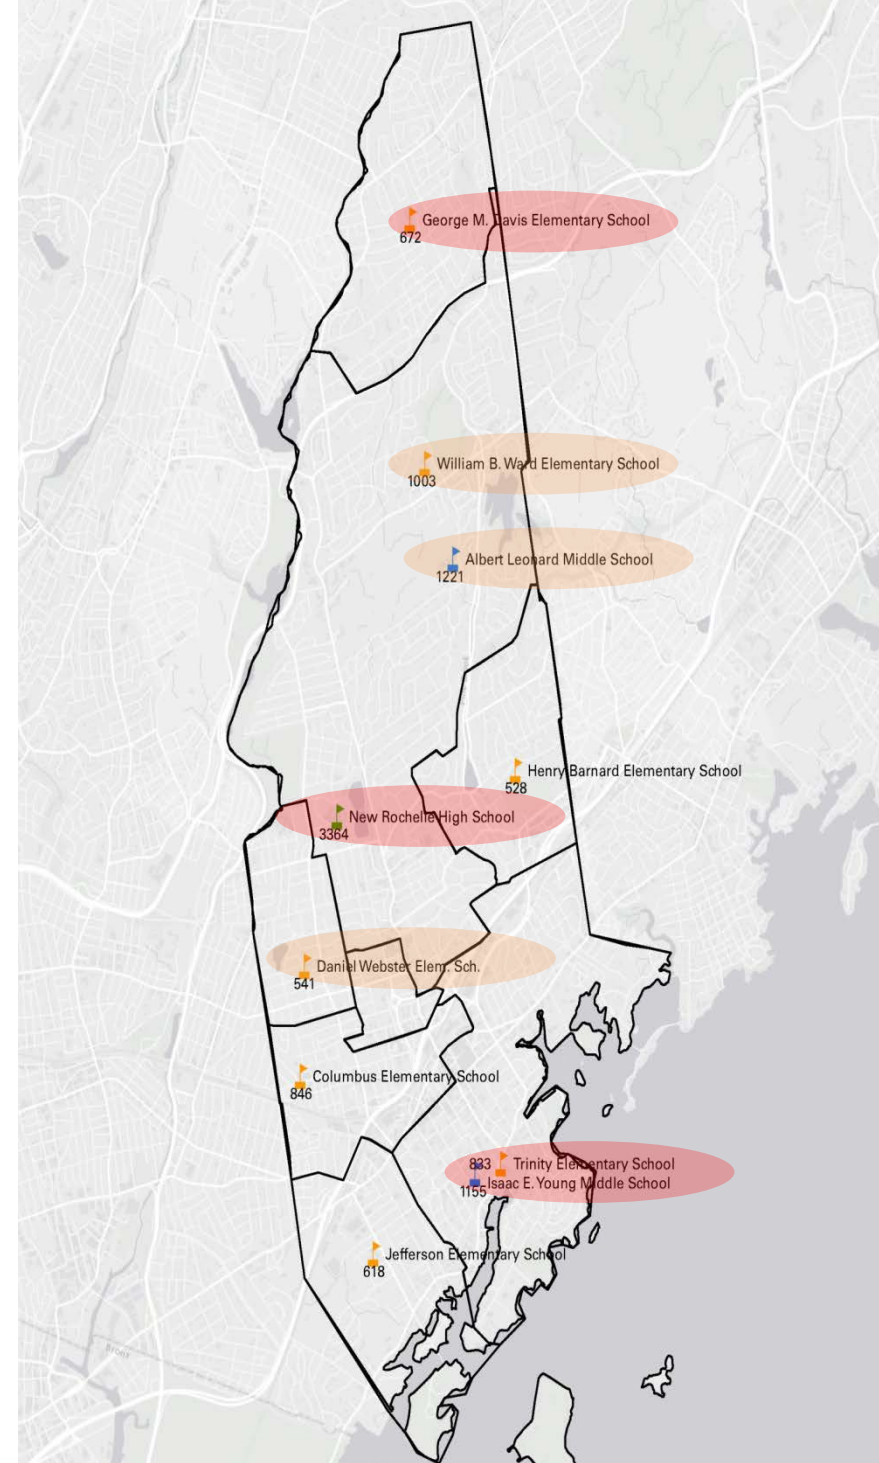 George M. Davis Elementary School
672
William B. Ward Elementary School
1003
Albert Leonard Middle School
1221
Henry Barnard Elementary School
528
New Rochelle High School
3364
Daniel Webster Elem. Sch.
541
Columbus Elementary School
846
833 Trinity Elementary School
1155 Isaac E. Young Middle School
Jefferson Elementary School
618
Bronx